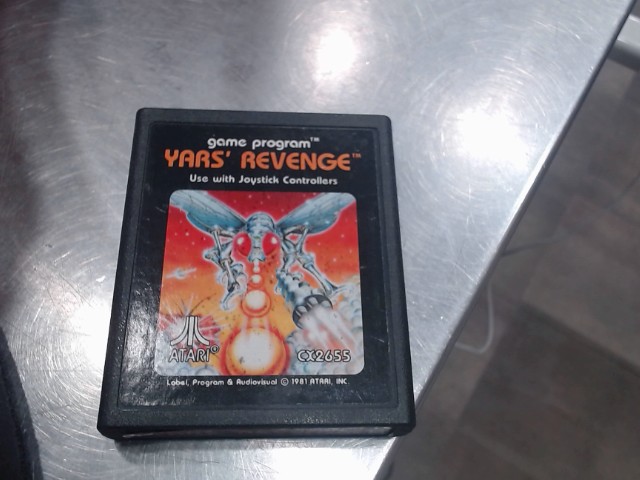 game program™
YARS' REVENGE™
Use with Joystick Controllers
ATARI®
CX2655
Label, Program & Audiovisual © 1981 ATARI, INC.